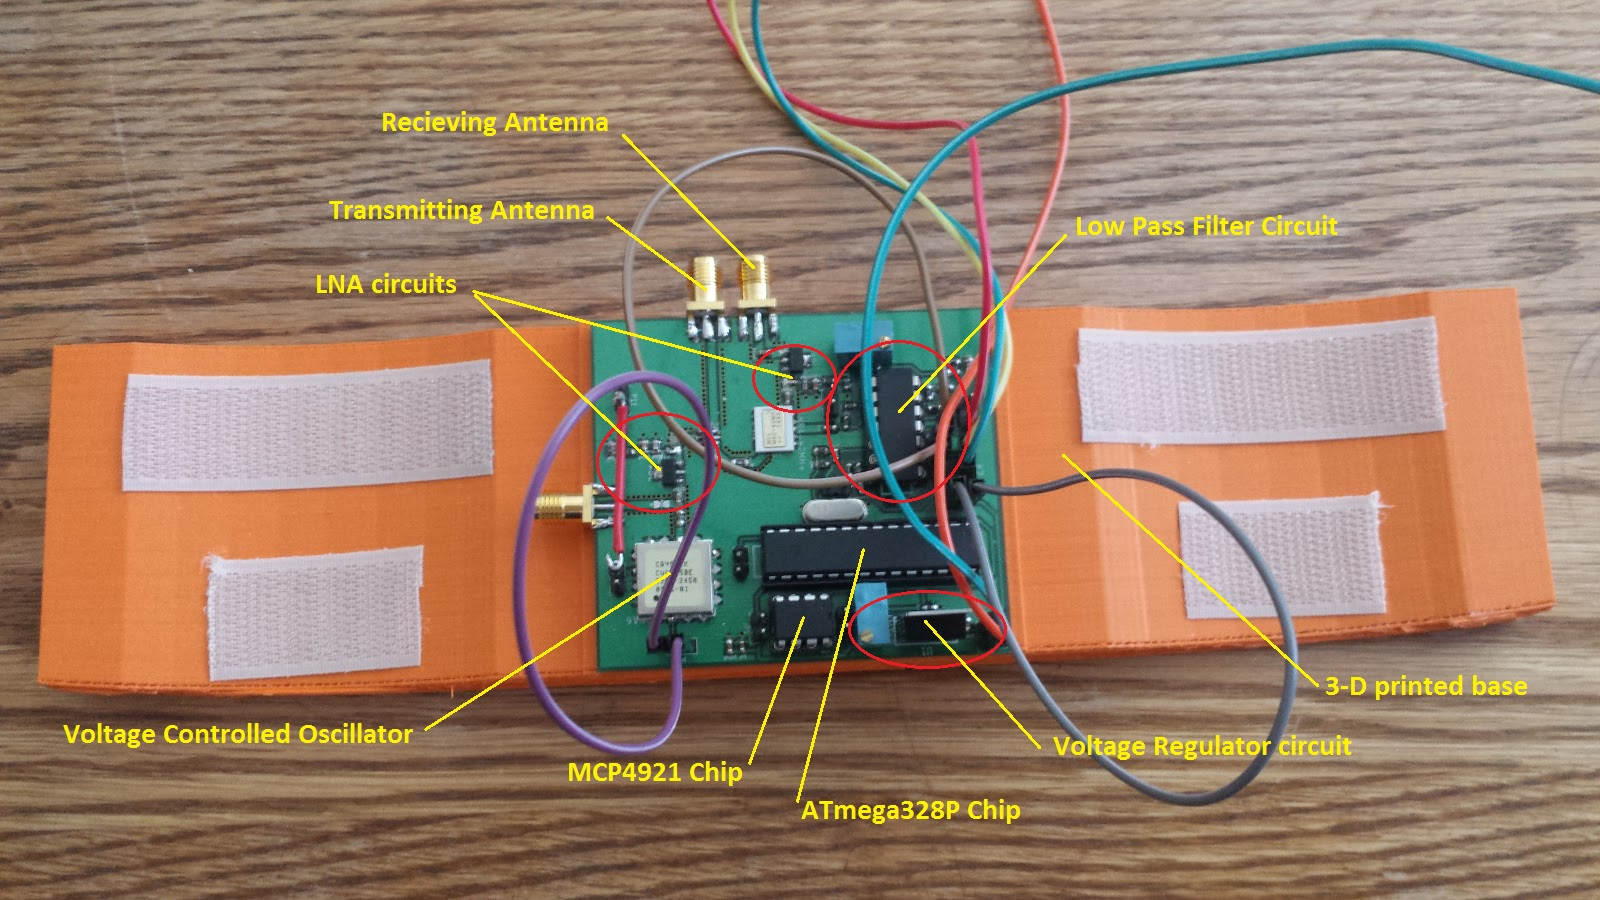 Recieving Antenna
Transmitting Antenna
Low Pass Filter Circuit
LNA circuits
3-D printed base
Voltage Controlled Oscillator
Voltage Regulator circuit
MCP4921 Chip
ATmega328P Chip